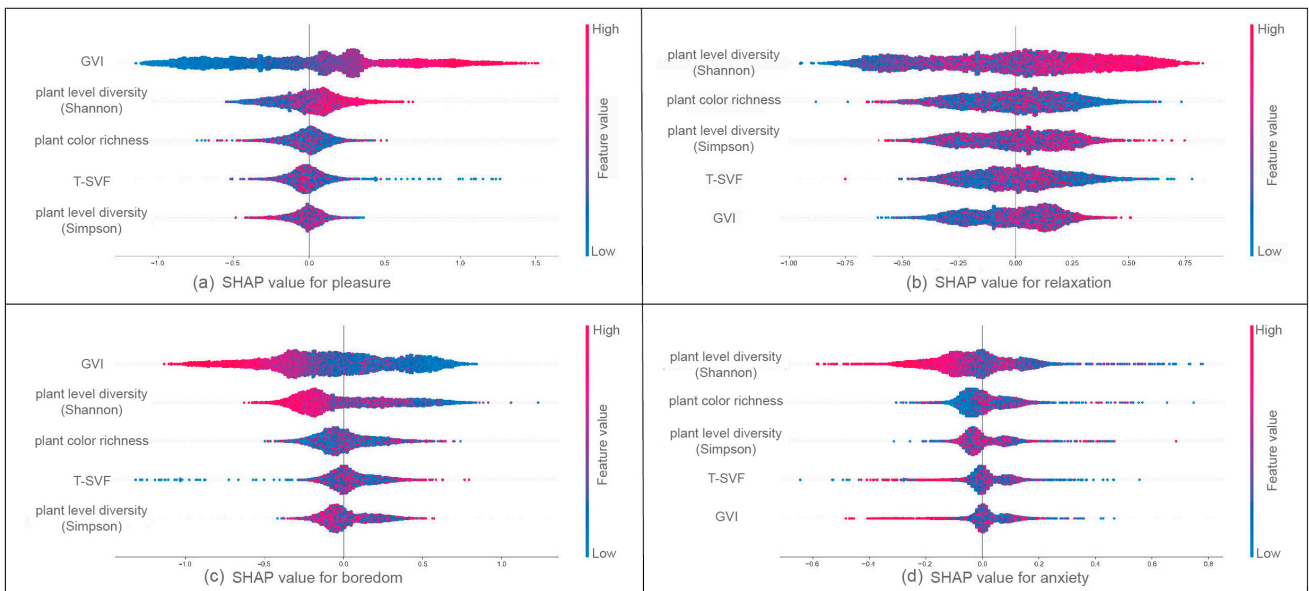 High
GVI
plant level diversity
(Shannon)
plant color richness
T-SVF
plant level diversity
(Simpson)
Feature value
Low
−1.0 −0.5 0.0 0.5 1.0 1.5
(a) SHAP value for pleasure
High
plant level diversity
(Shannon)
plant color richness
plant level diversity
(Simpson)
T-SVF
GVI
Feature value
Low
−1.00 −0.75 −0.50 −0.25 0.00 0.25 0.50 0.75
(b) SHAP value for relaxation
High
GVI
plant level diversity
(Shannon)
plant color richness
T-SVF
plant level diversity
(Simpson)
Feature value
Low
−1.0 −0.5 0.0 0.5 1.0
(c) SHAP value for boredom
High
plant level diversity
(Shannon)
plant color richness
plant level diversity
(Simpson)
T-SVF
GVI
Feature value
Low
−0.6 −0.4 −0.2 0.0 0.2 0.4 0.6 0.8
(d) SHAP value for anxiety